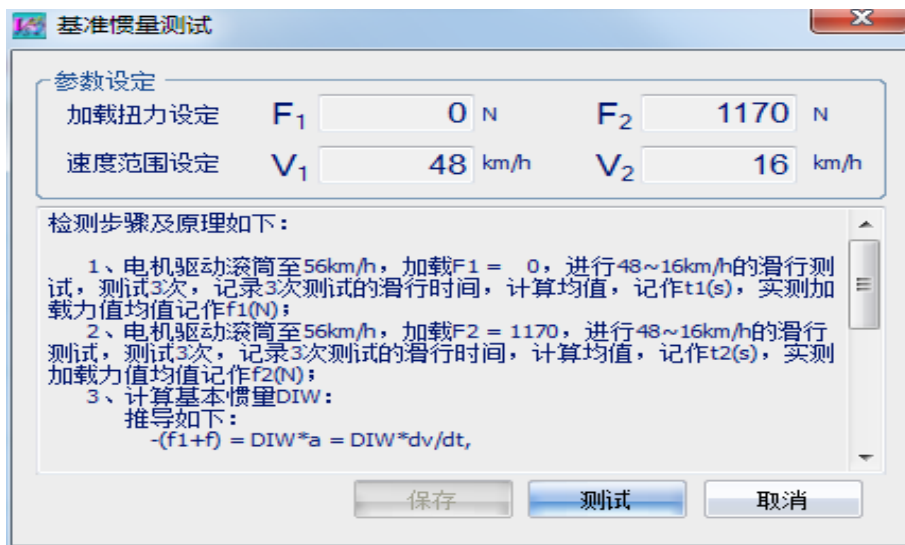 基准惯量测试
参数设定
加载扭力设定 F1 0 N F2 1170 N
速度范围设定 V1 48 km/h V2 16 km/h
检测步骤及原理如下：
1、电机驱动滚筒至56km/h，加载F1 = 0，进行48~16km/h的滑行测
试，测试3次，记录3次测试的滑行时间，计算均值，记作t1(s)，实测加
载力值均值记作f1(N)；
2、电机驱动滚筒至56km/h，加载F2 = 1170，进行48~16km/h的滑行
测试，测试3次，记录3次测试的滑行时间，计算均值，记作t2(s)，实测
加载力值均值记作f2(N)；
3、计算基本惯量DIW：
推导如下：
-(f1+f) = DIW*a = DIW*dv/dt,
保存 测试 取消